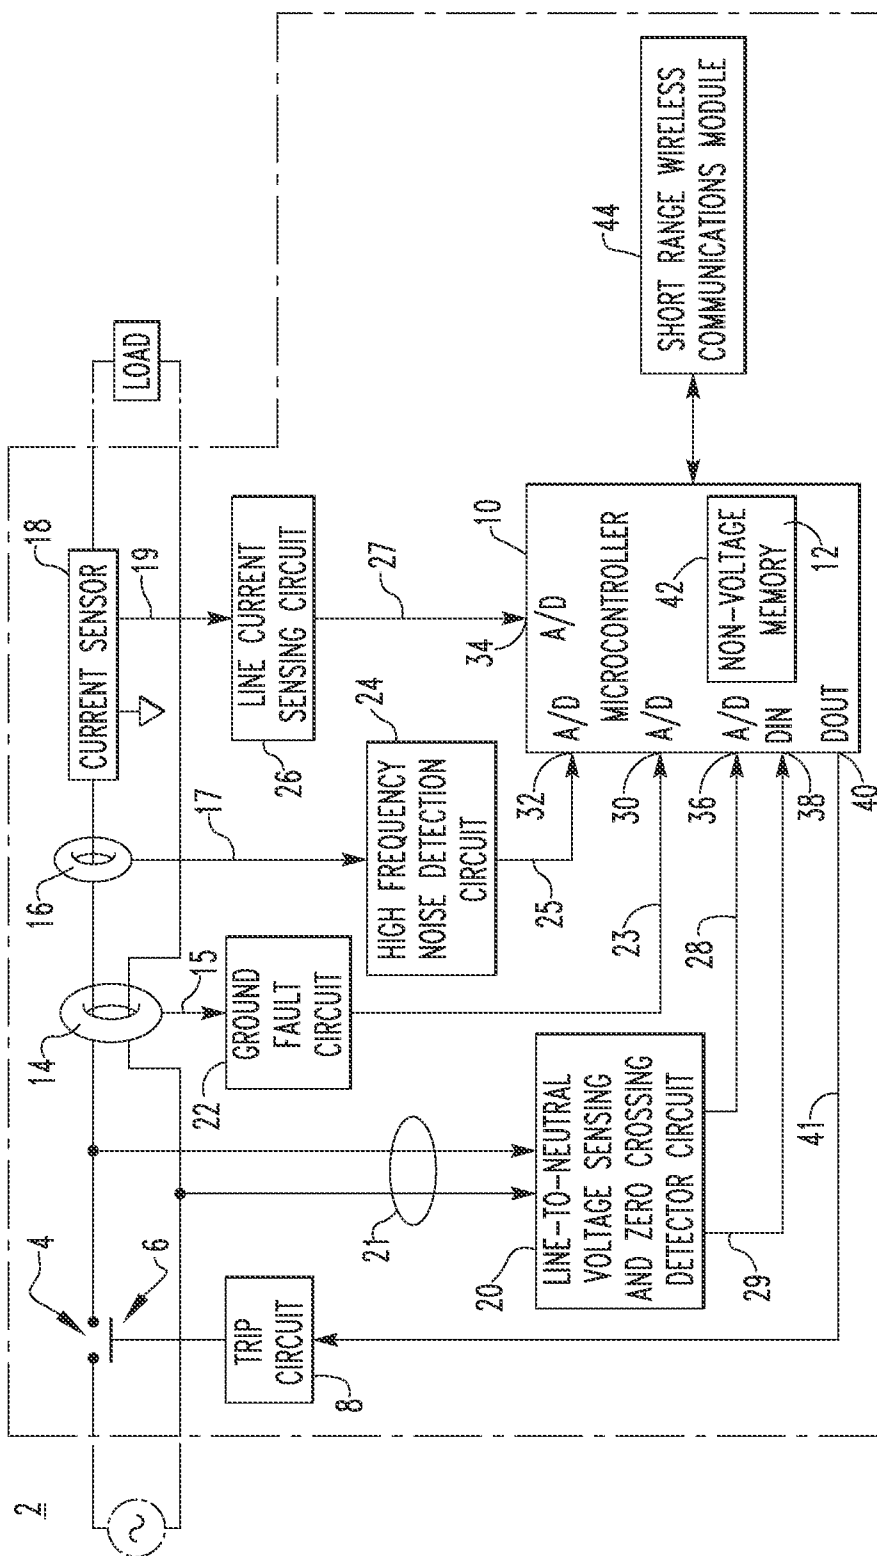 2
4
6
TRIP
CIRCUIT
8
14
15
GROUND
FAULT
CIRCUIT
22
16
17
HIGH FREQUENCY
NOISE DETECTION
CIRCUIT
24
25
CURRENT SENSOR
18
19
LINE CURRENT
SENSING CIRCUIT
26
27
LOAD
21
LINE-TO-NEUTRAL
VOLTAGE SENSING
AND ZERO CROSSING
DETECTOR CIRCUIT
20
23
28
29
41
10
34
A/D
32
A/D
MICROCONTROLLER
30
A/D
36
A/D
DIN
38
DOUT
40
42
NON-VOLTAGE
MEMORY
12
44
SHORT RANGE WIRELESS
COMMUNICATIONS MODULE